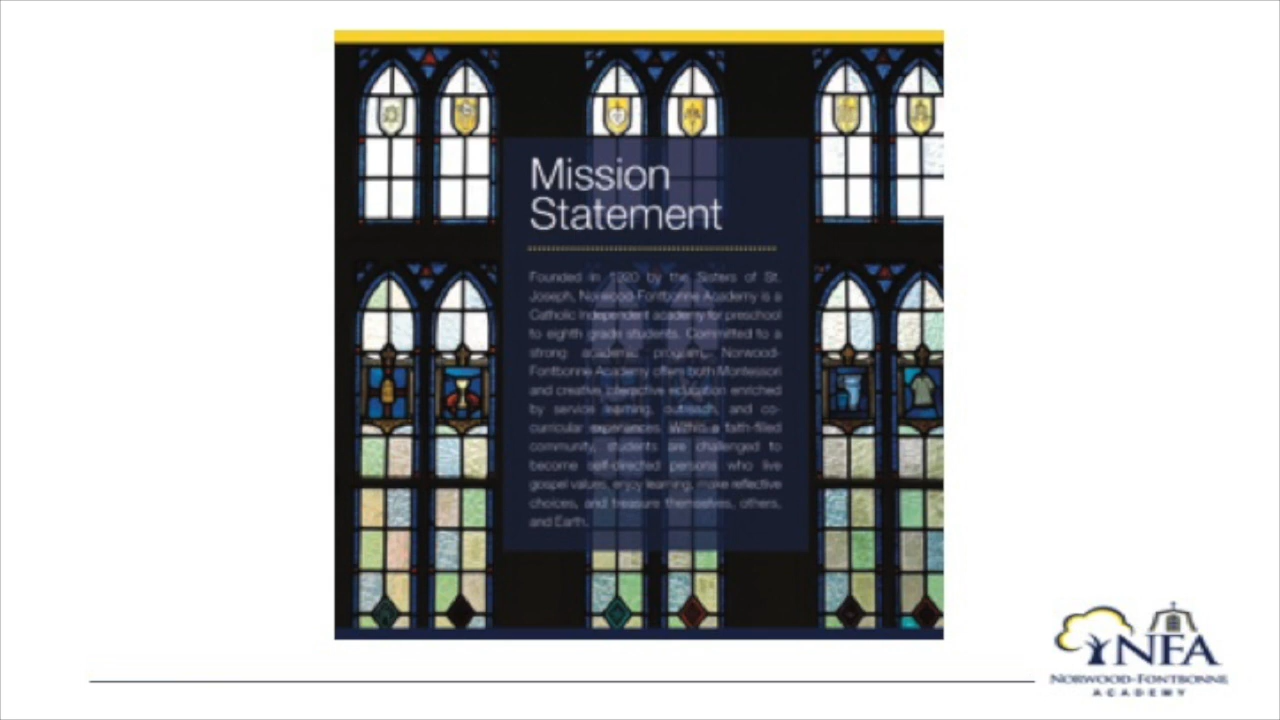 Mission
Statement
Founded in 1920 by the Sisters of St.
Joseph, Norwood-Fontbonne Academy is a
Catholic Independent academy for preschool
to eighth grade students. Committed to a
strong academic program, Norwood-
Fontbonne Academy offers both Montessori
and creative interactive education enriched
by service learning, outreach, and co-
curricular experiences. Within a faith-filled
community, students are challenged to
become self-directed persons who live
gospel values, enjoy learning, make reflective
choices, and treasure themselves, others,
and Earth.
NFA
NORWOOD-FONTBONNE
ACADEMY